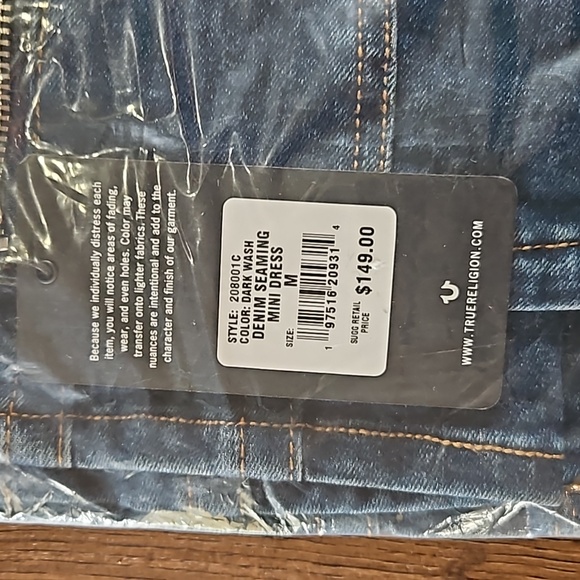 Because we individually distress each
item, you will notice areas of fading,
wear, and even holes. Color may
transfer onto lighter fabrics. These
nuances are intentional and add to the
character and finish of our garment.
STYLE: 208001C
COLOR: DARK WASH
DENIM SEAMING
MINI DRESS
SIZE: M
1 97516 20931 4
SUGG RETAIL
PRICE $149.00
WWW.TRUERELIGION.COM